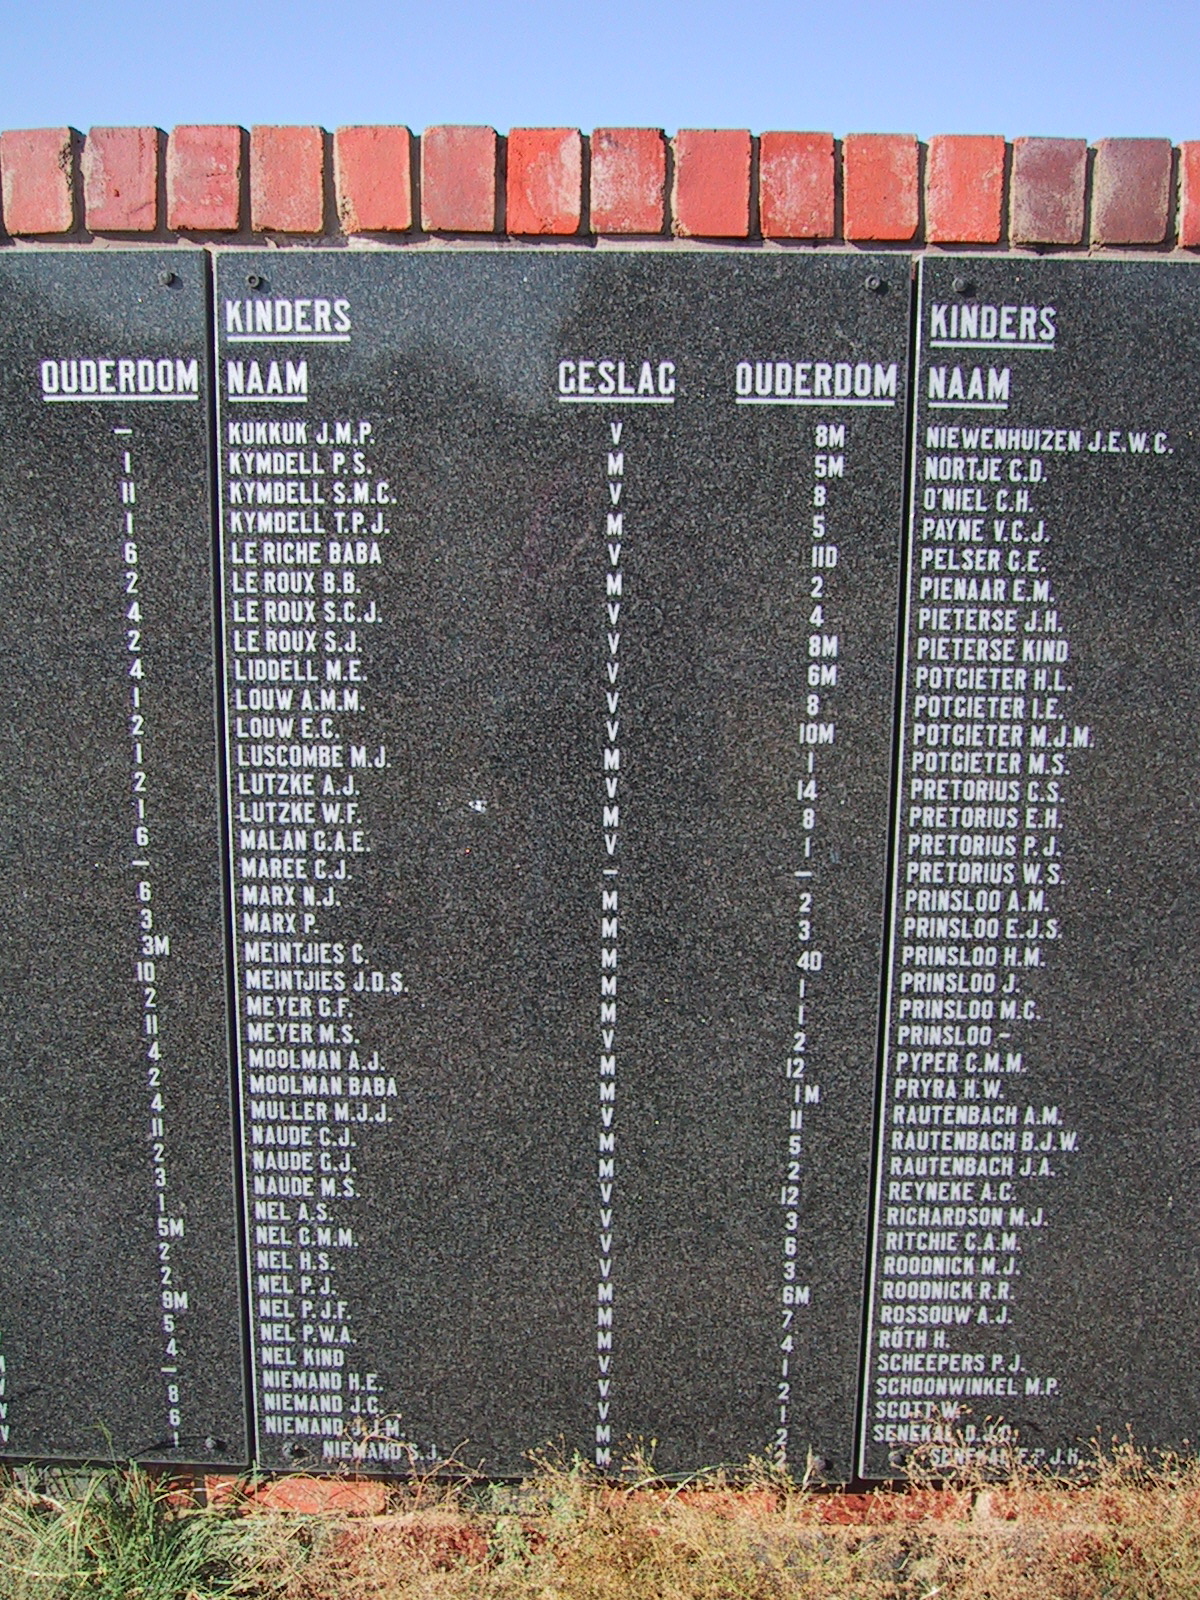 OUDERDOM
—
1
11
1
6
2
4
2
4
1
2
1
2
1
6
—
6
3
3M
10
2
11
4
2
4
11
2
3
1
5M
2
2
9M
5
4
—
8
6
1
KINDERS
NAAM GESLAG OUDERDOM
KUKKUK J.M.P. V 8M
KYMDELL P.S. M 5M
KYMDELL S.M.C. V 8
KYMDELL T.P.J. M 5
LE RICHE BABA V 11D
LE ROUX B.B. M 2
LE ROUX S.C.J. V 4
LE ROUX S.J. V 8M
LIDDELL M.E. V 6M
LOUW A.M.M. V 8
LOUW E.C. V 10M
LUSCOMBE M.J. M 1
LUTZKE A.J. V 14
LUTZKE W.F. M 8
MALAN G.A.E. V 1
MAREE C.J. — —
MARX N.J. M 2
MARX P. M 3
MEINTJIES C. M 4D
MEINTJIES J.D.S. M 1
MEYER G.F. M 1
MEYER M.S. V 2
MOOLMAN A.J. M 12
MOOLMAN BABA M 1M
MULLER M.J.J. V 11
NAUDE C.J. M 5
NAUDE G.J. M 2
NAUDE M.S. V 12
NEL A.S. V 3
NEL C.M.M. V 6
NEL H.S. V 3
NEL P.J. M 6M
NEL P.J.F. M 7
NEL P.W.A. M 4
NEL KIND V 1
NIEMAND H.E. V 2
NIEMAND J.C. V 1
NIEMAND J.J.M. M 2
NIEMAND S.J. M 2
KINDERS
NAAM
NIEWENHUIZEN J.E.W.C.
NORTJE C.D.
O'NIEL C.H.
PAYNE V.C.J.
PELSER G.E.
PIENAAR E.M.
PIETERSE J.H.
PIETERSE KIND
POTGIETER H.L.
POTGIETER I.E.
POTGIETER M.J.M.
POTGIETER M.S.
PRETORIUS C.S.
PRETORIUS E.H.
PRETORIUS P.J.
PRETORIUS W.S.
PRINSLOO A.M.
PRINSLOO E.J.S.
PRINSLOO H.M.
PRINSLOO J.
PRINSLOO M.C.
PRINSLOO —
PYPER C.M.M.
PRYRA H.W.
RAUTENBACH A.M.
RAUTENBACH B.J.W.
RAUTENBACH J.A.
REYNEKE A.C.
RICHARDSON M.J.
RITCHIE C.A.M.
ROODNICK M.J.
ROODNICK R.R.
ROSSOUW A.J.
RÖTH H.
SCHEEPERS P.J.
SCHOONWINKEL M.P.
SCOTT W.
SENEKAL D.J.C.
SENEKAL F.P.J.H.